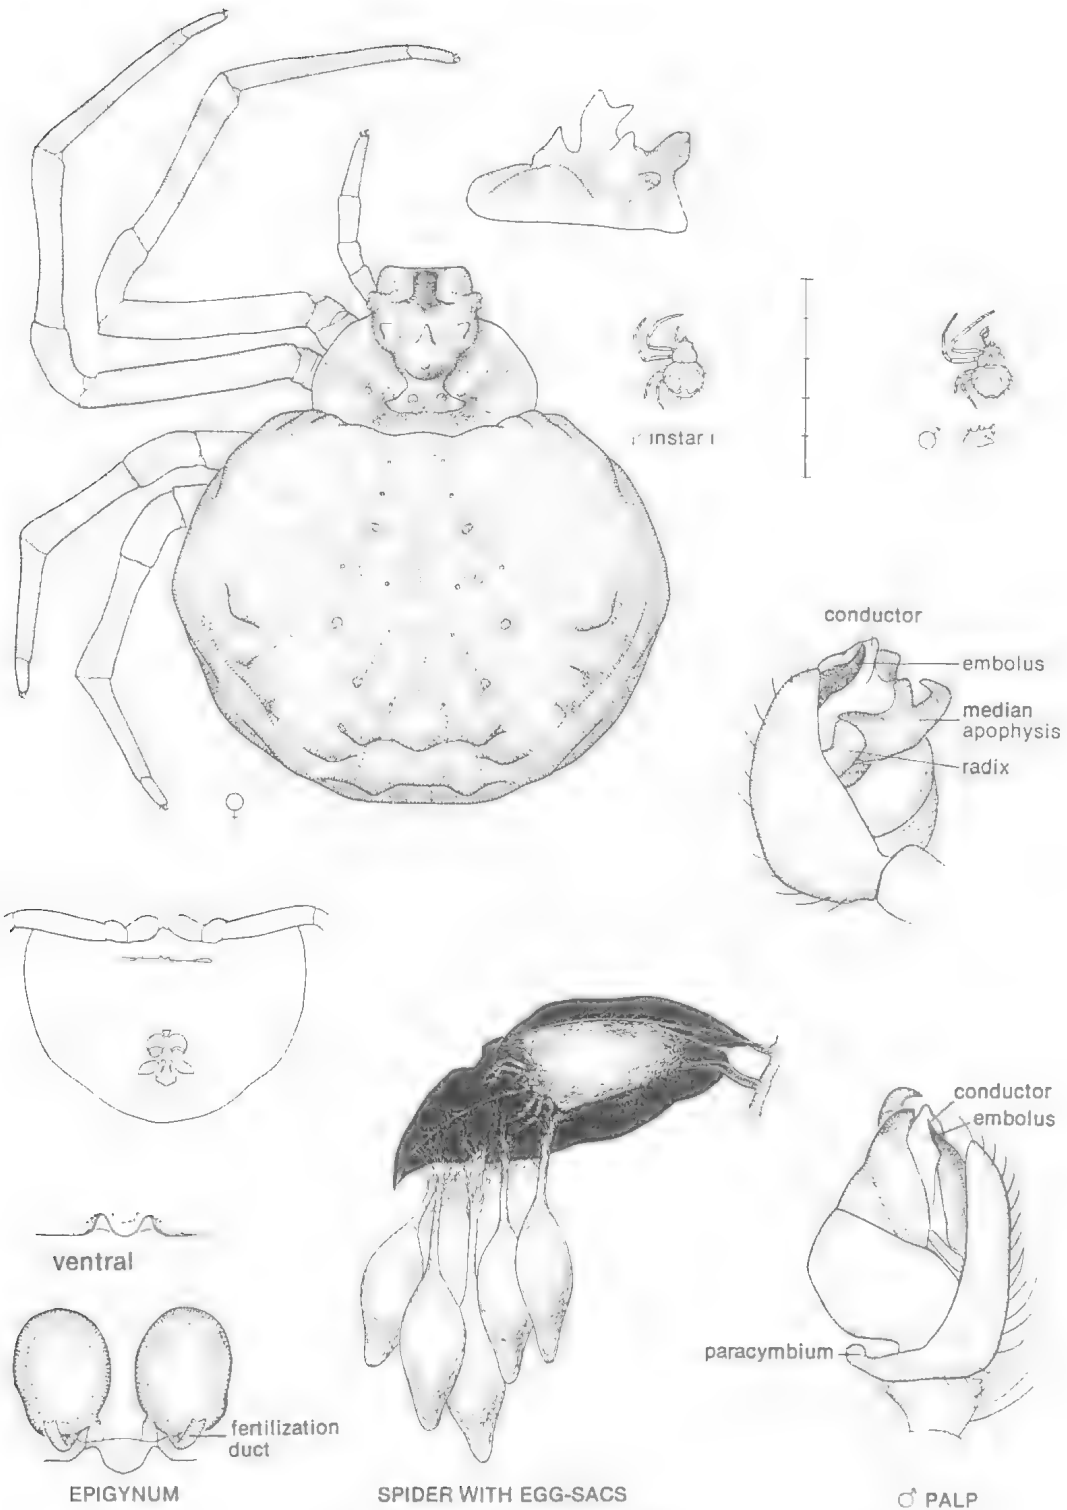 instar
♂
conductor
embolus
median
apophysis
radix
♀
conductor
embolus
ventral
paracymbium
fertilization
duct
EPIGYNUM
SPIDER WITH EGG-SACS
♂ PALP